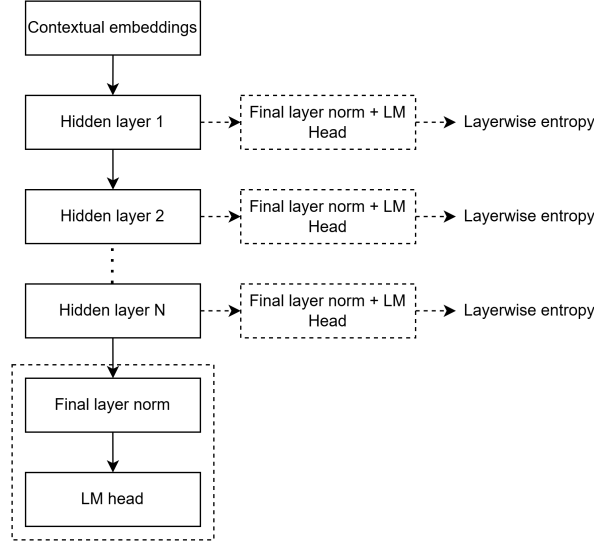 Contextual embeddings
Hidden layer 1
Final layer norm + LM
Head
Layerwise entropy
Hidden layer 2
Final layer norm + LM
Head
Layerwise entropy
Hidden layer N
Final layer norm + LM
Head
Layerwise entropy
Final layer norm
LM head